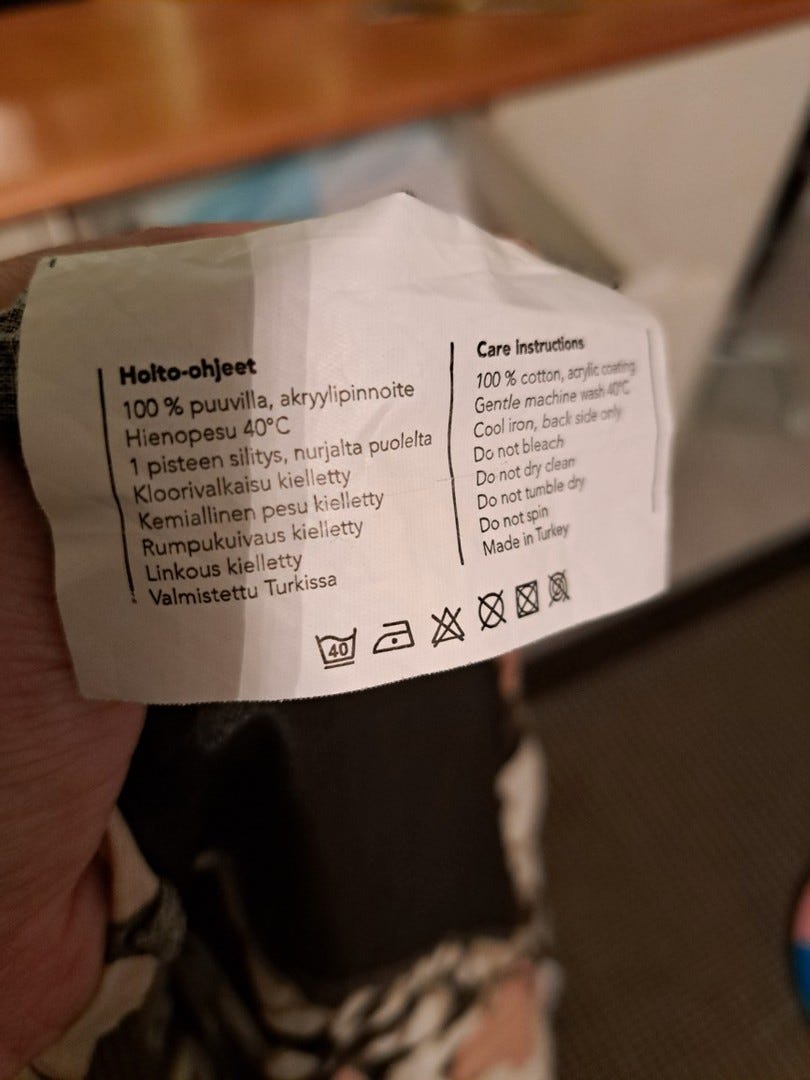 Hoito-ohjeet
100 % puuvilla, akryylipinnoite
Hienopesu 40°C
1 pisteen silitys, nurjalta puolelta
Kloorivalkaisu kielletty
Kemiallinen pesu kielletty
Rumpukuivaus kielletty
Linkous kielletty
Valmistettu Turkissa
Care instructions
100 % cotton, acrylic coating
Gentle machine wash 40°C
Cool iron, back side only
Do not bleach
Do not dry clean
Do not tumble dry
Do not spin
Made in Turkey
40